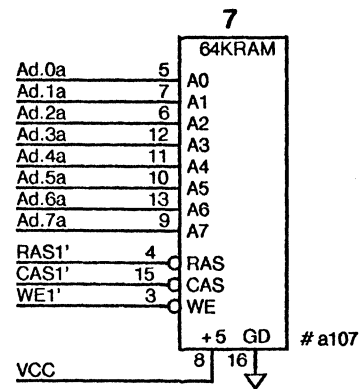 7
64KRAM
Ad.0a 5 A0
Ad.1a 7 A1
Ad.2a 6 A2
Ad.3a 12 A3
Ad.4a 11 A4
Ad.5a 10 A5
Ad.6a 13 A6
Ad.7a 9 A7
RAS1' 4 RAS
CAS1' 15 CAS
WE1' 3 WE
+5 GD # a107
VCC 8 16